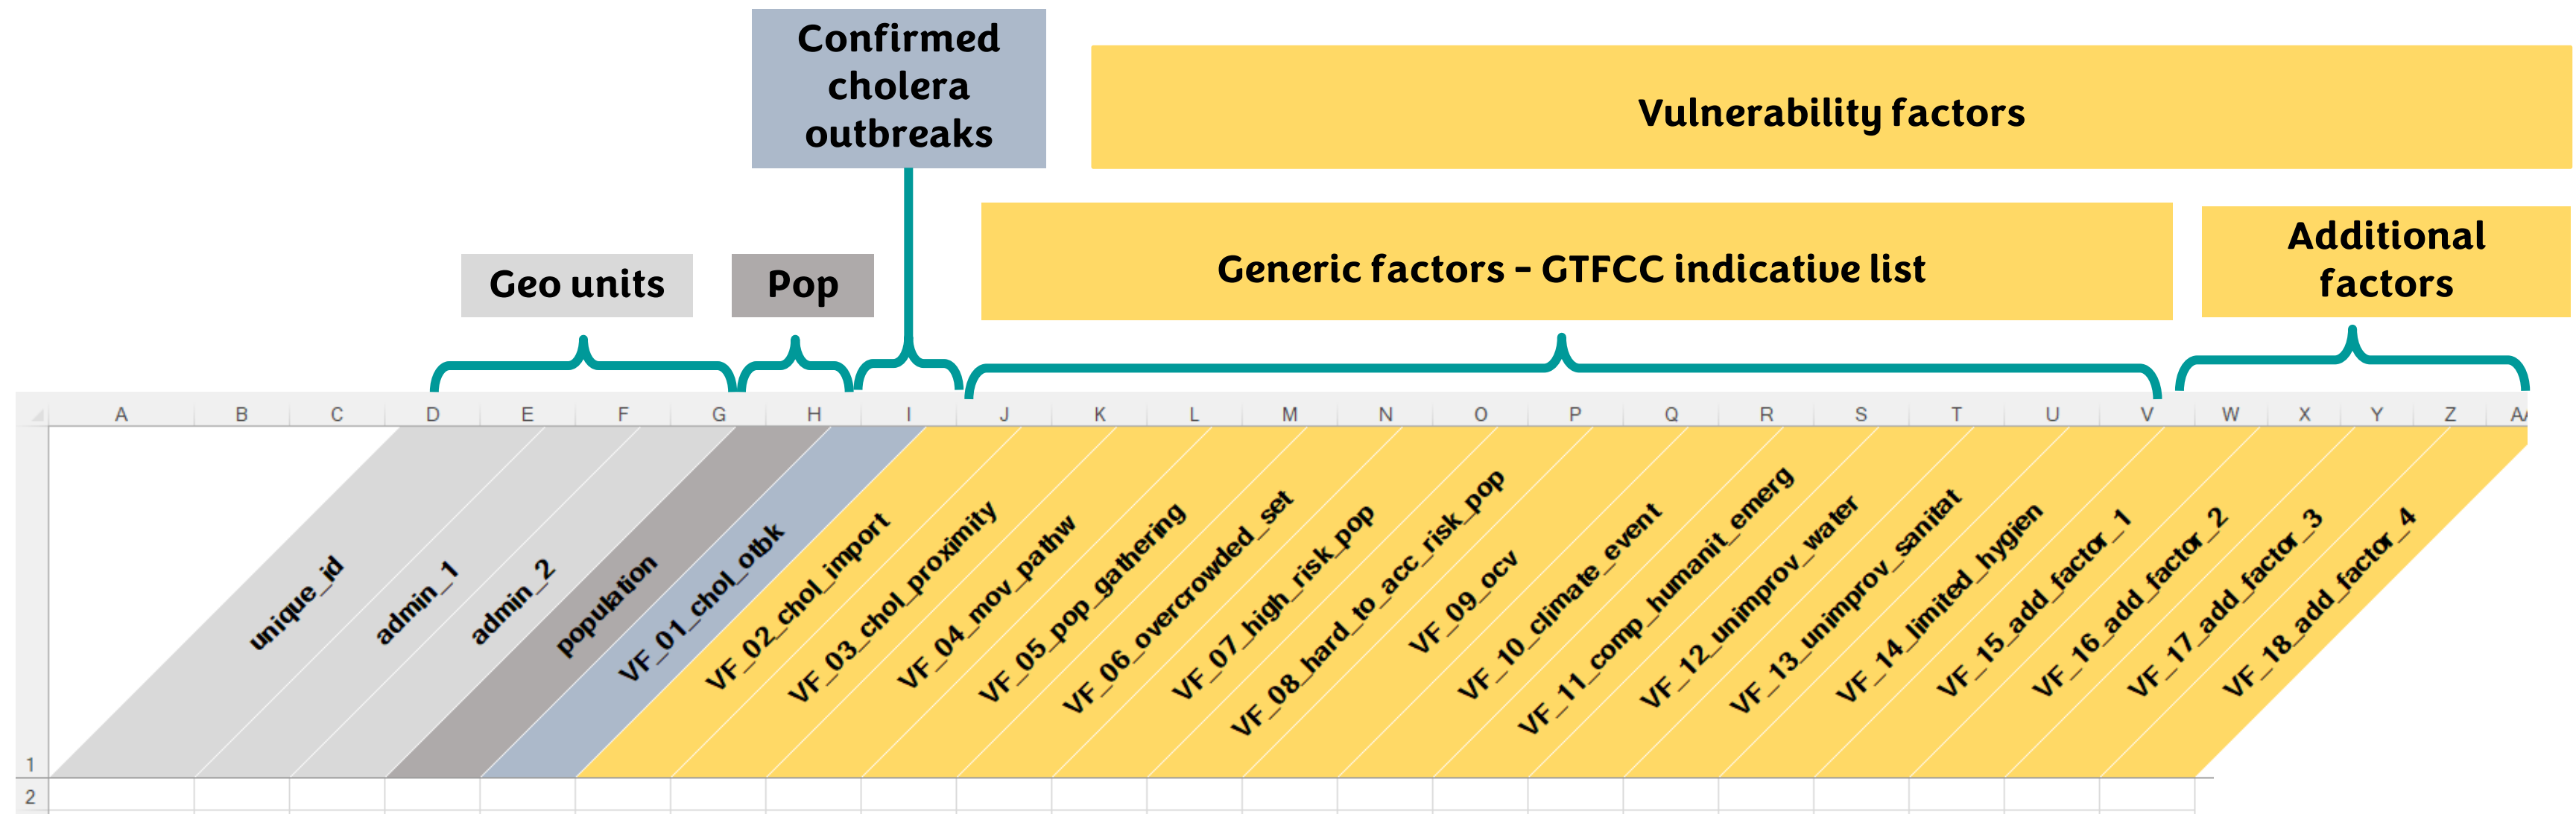 Confirmed
cholera
outbreaks
Vulnerability factors
Geo units
Pop
Generic factors - GTFCC indicative list
Additional
factors
A B C D E F G H I J K L M N O P Q R S T U V W X Y Z AA
1
unique_id
admin_1
admin_2
population
VF_01_chol_otbk
VF_02_chol_import
VF_03_chol_proximity
VF_04_mov_pathw
VF_05_pop_gathering
VF_06_overcrowded_set
VF_07_high_risk_pop
VF_08_hard_to_acc_risk_pop
VF_09_ocv
VF_10_climate_event
VF_11_comp_humanit_emerg
VF_12_unimprov_water
VF_13_unimprov_sanitat
VF_14_limited_hygien
VF_15_add_factor_1
VF_16_add_factor_2
VF_17_add_factor_3
VF_18_add_factor_4
2